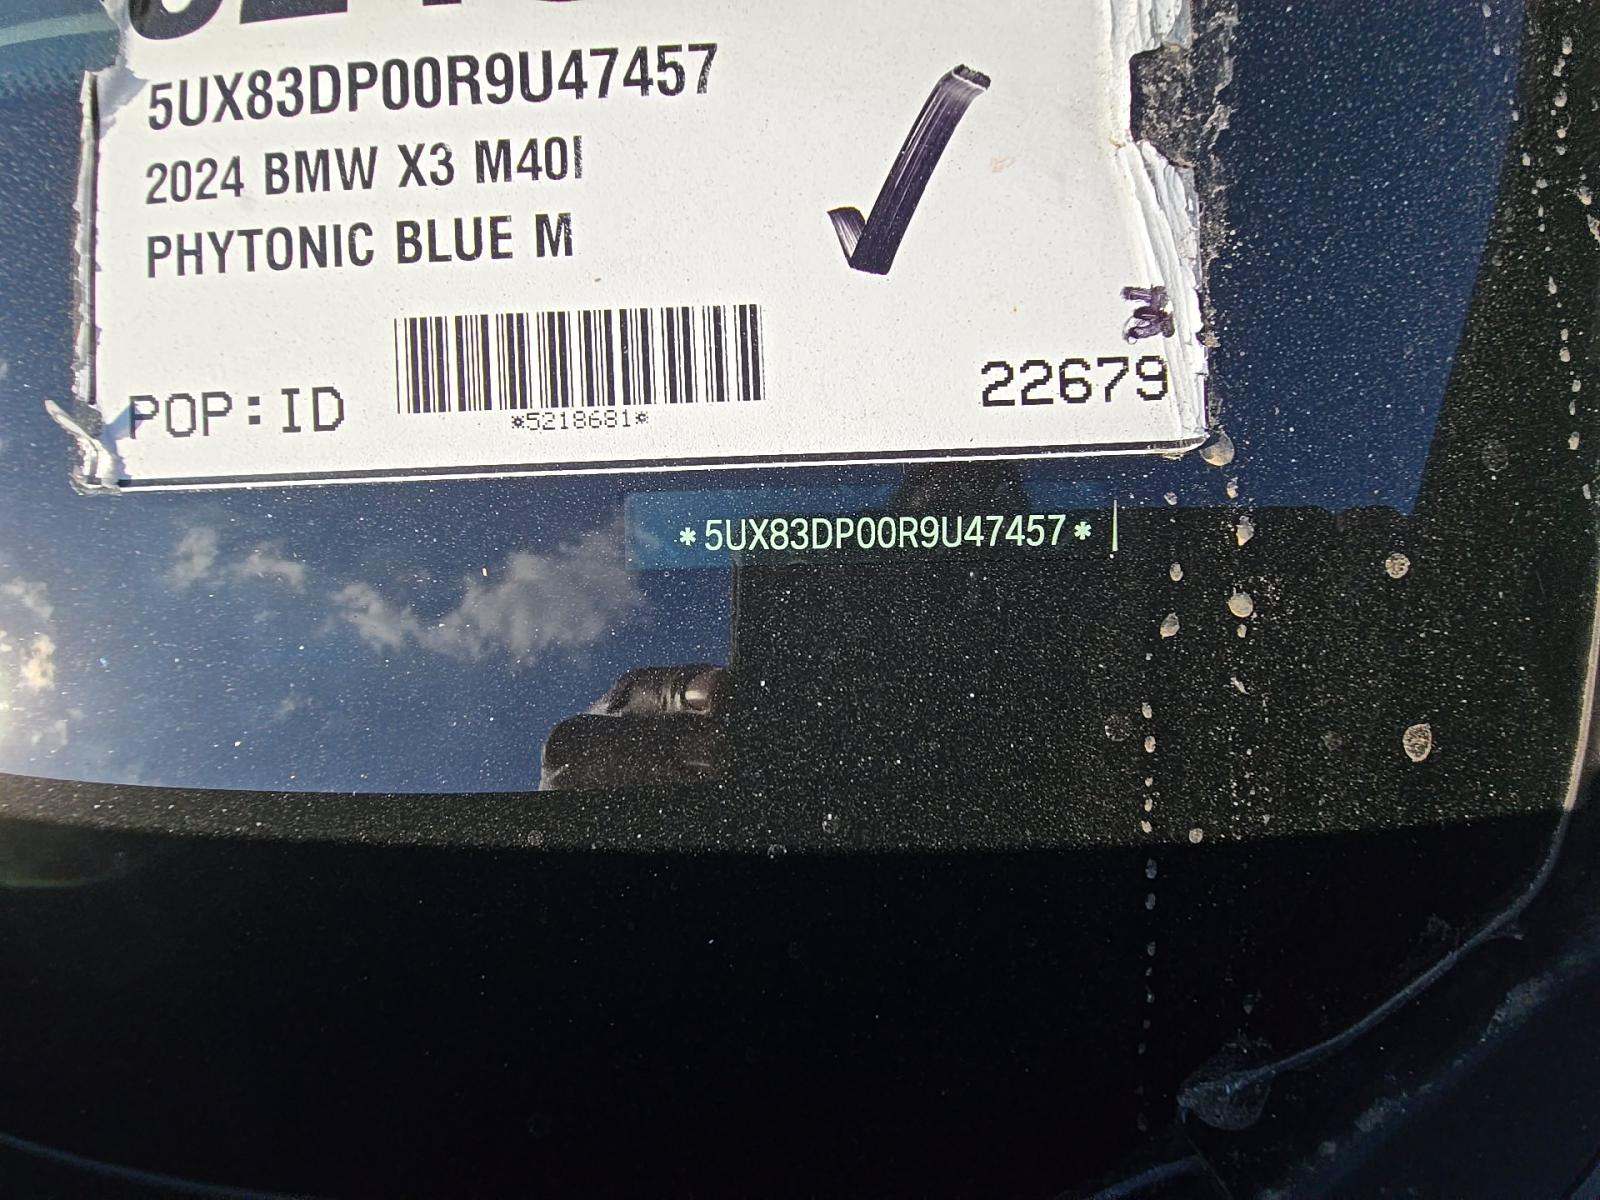 5UX83DP00R9U47457
2024 BMW X3 M40I
PHYTONIC BLUE M
POP:ID
*5218681*
22679
*5UX83DP00R9U47457*